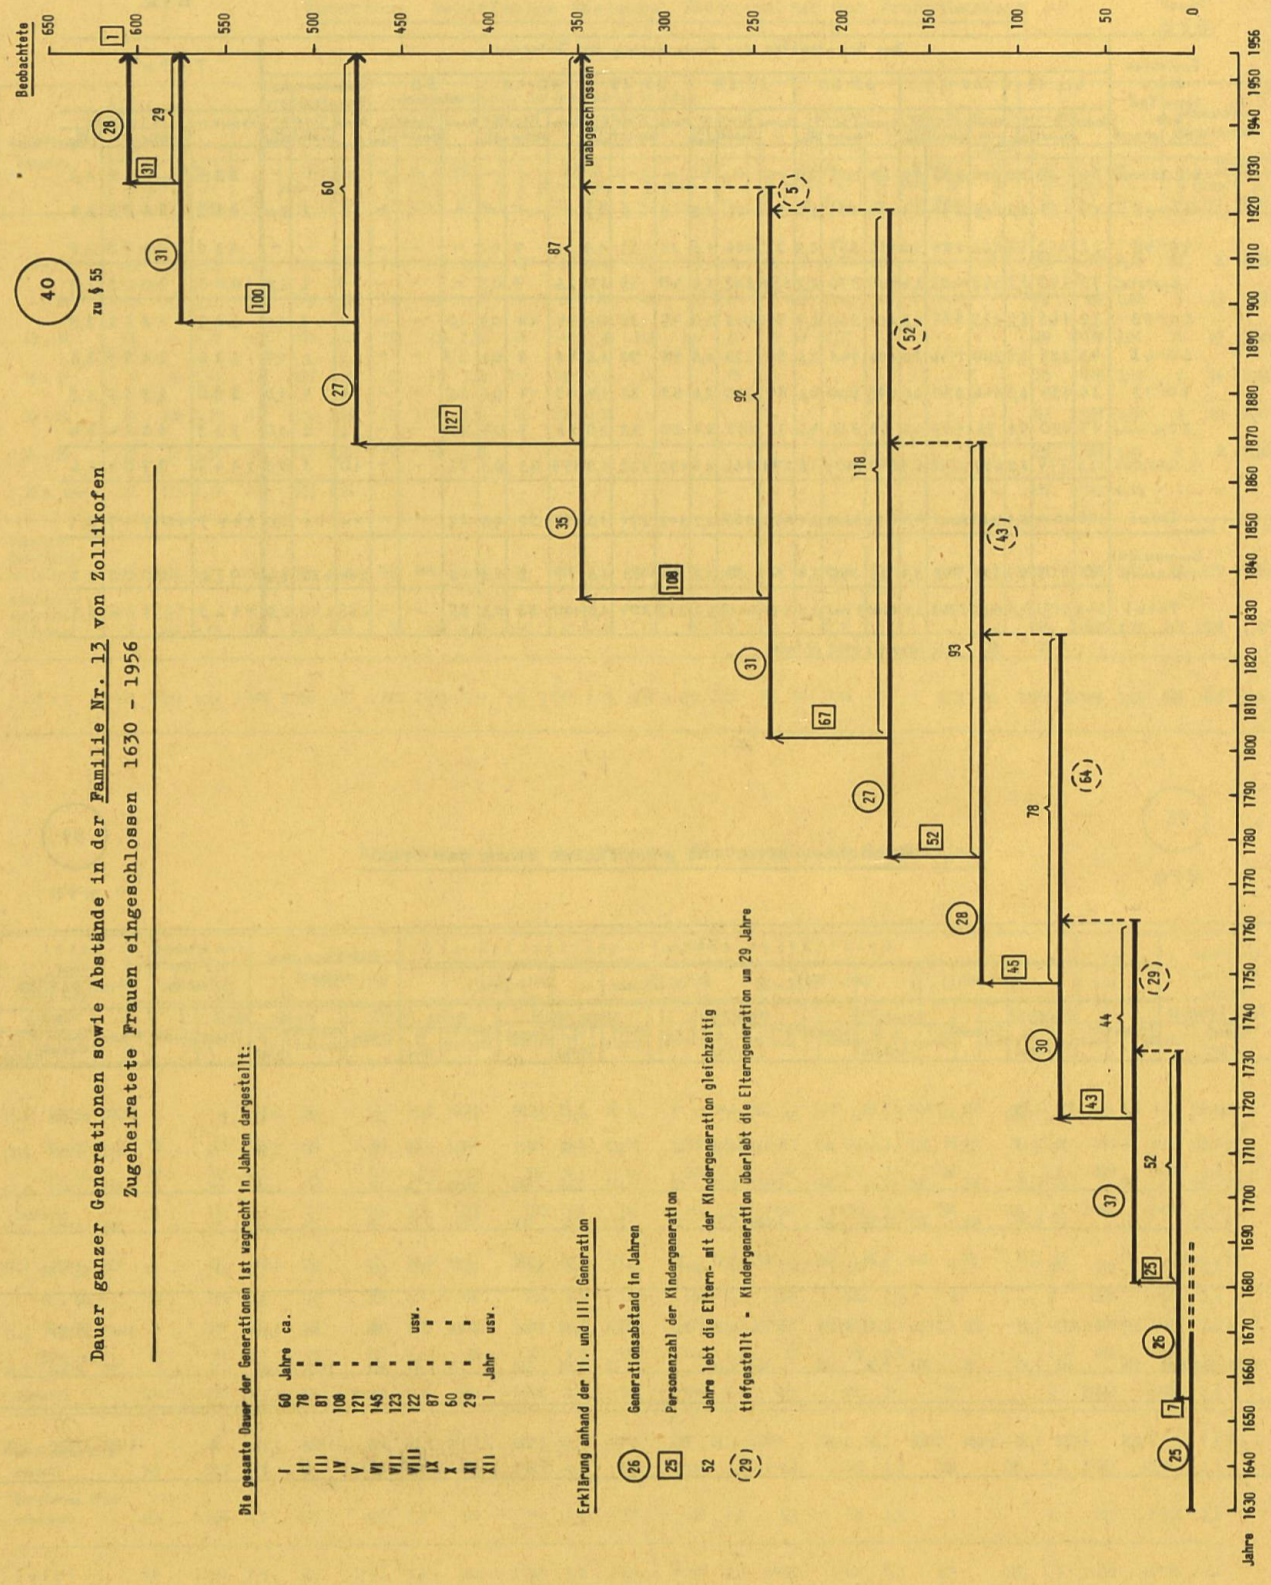 40
zu § 55
Dauer ganzer Generationen sowie Abstände in der Familie Nr. 13 von Zollikofen
Zugeheiratete Frauen eingeschlossen 1630 - 1956
Die gesamte Dauer der Generationen ist wagrecht in Jahren dargestellt:
I 60 Jahre ca.
II 78 " "
III 81 " "
IV 108 " "
V 121 " "
VI 145 " "
VII 123 " "
VIII 122 " usw.
IX 87 " "
X 60 " "
XI 29 " "
XII 1 Jahr usw.
Erklärung anhand der II. und III. Generation
26 Generationsabstand in Jahren
25 Personenzahl der Kindergeneration
52 Jahre lebt die Eltern- mit der Kindergeneration gleichzeitig
(29) tiefgestellt = Kindergeneration überlebt die Elterngeneration um 29 Jahre
Beobachtete
650
600
550
500
450
400
350
300
250
200
150
100
50
0
1
28
31
29
31
100
60
27
127
unabgeschlossen
87
35
108
5
92
31
67
52
118
27
52
43
93
28
45
64
78
30
43
29
44
37
25
52
26
7
25
Jahre 1630 1640 1650 1660 1670 1680 1690 1700 1710 1720 1730 1740 1750 1760 1770 1780 1790 1800 1810 1820 1830 1840 1850 1860 1870 1880 1890 1900 1910 1920 1930 1940 1950 1956